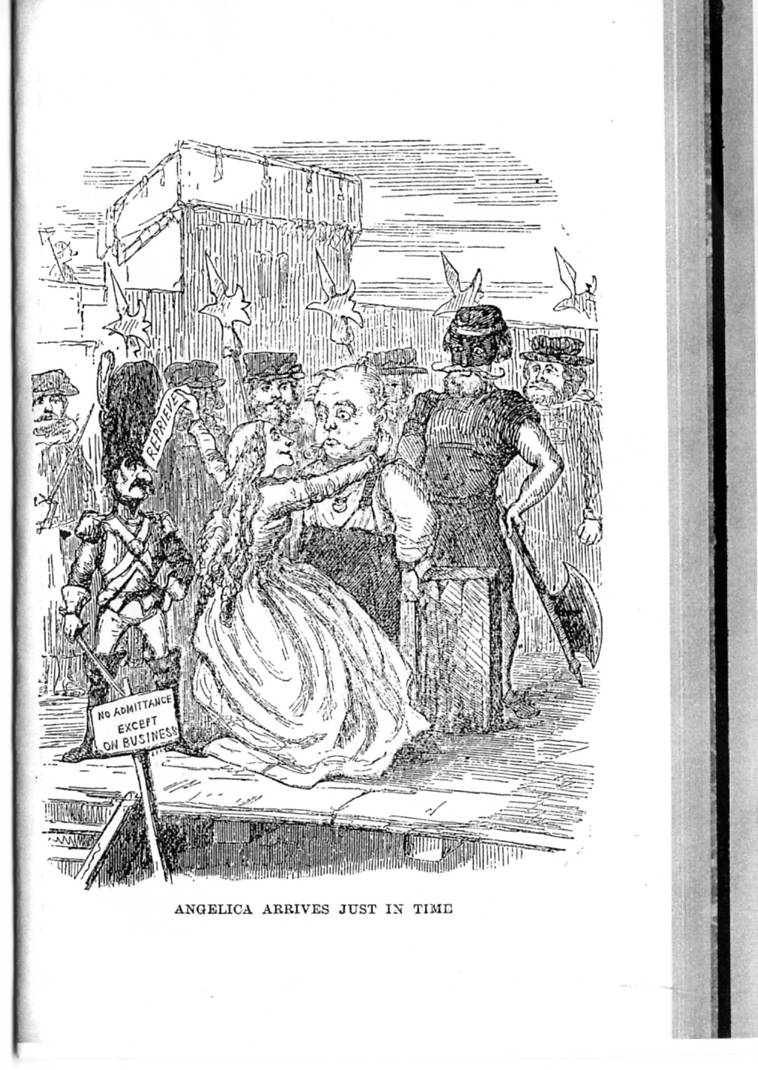 REPRIEVE
NO ADMITTANCE
EXCEPT
ON BUSINESS
ANGELICA ARRIVES JUST IN TIME